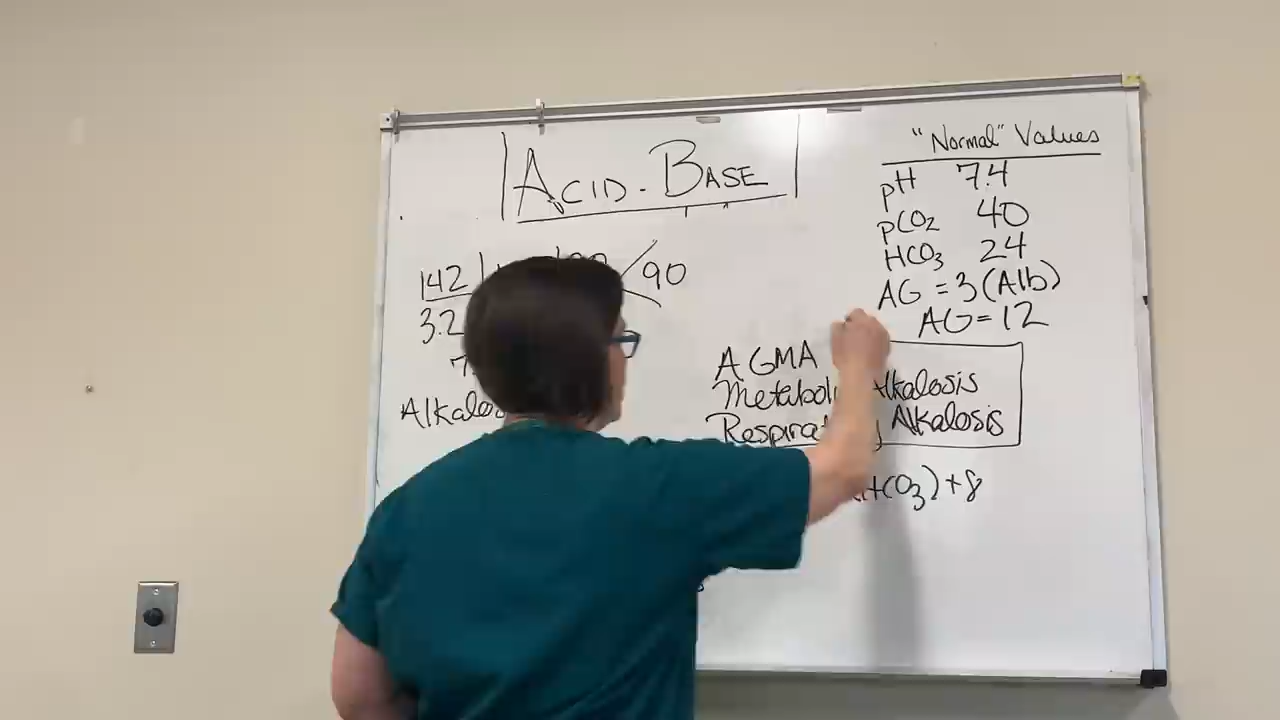 ACID-BASE
"Normal" Values
pH 7.4
pCO2 40
HCO3 24
AG = 3 (Alb)
AG = 12
142 90
3.2
AGMA
Metabolic Alkalosis
Respiratory Alkalosis
HCO3) + 8